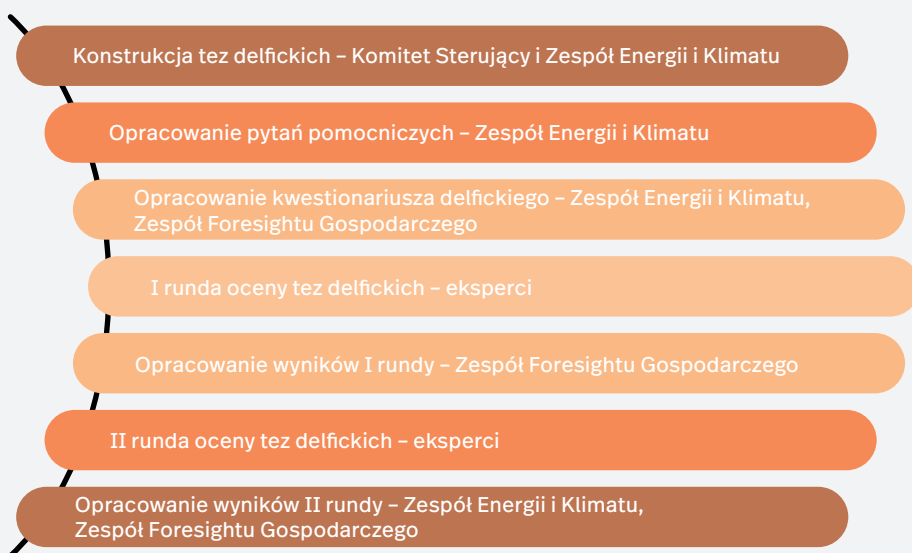 Konstrukcja tez delfickich – Komitet Sterujący i Zespół Energii i Klimatu
Opracowanie pytań pomocniczych – Zespół Energii i Klimatu
Opracowanie kwestionariusza delfickiego – Zespół Energii i Klimatu,
Zespół Foresightu Gospodarczego
I runda oceny tez delfickich – eksperci
Opracowanie wyników I rundy – Zespół Foresightu Gospodarczego
II runda oceny tez delfickich – eksperci
Opracowanie wyników II rundy – Zespół Energii i Klimatu,
Zespół Foresightu Gospodarczego